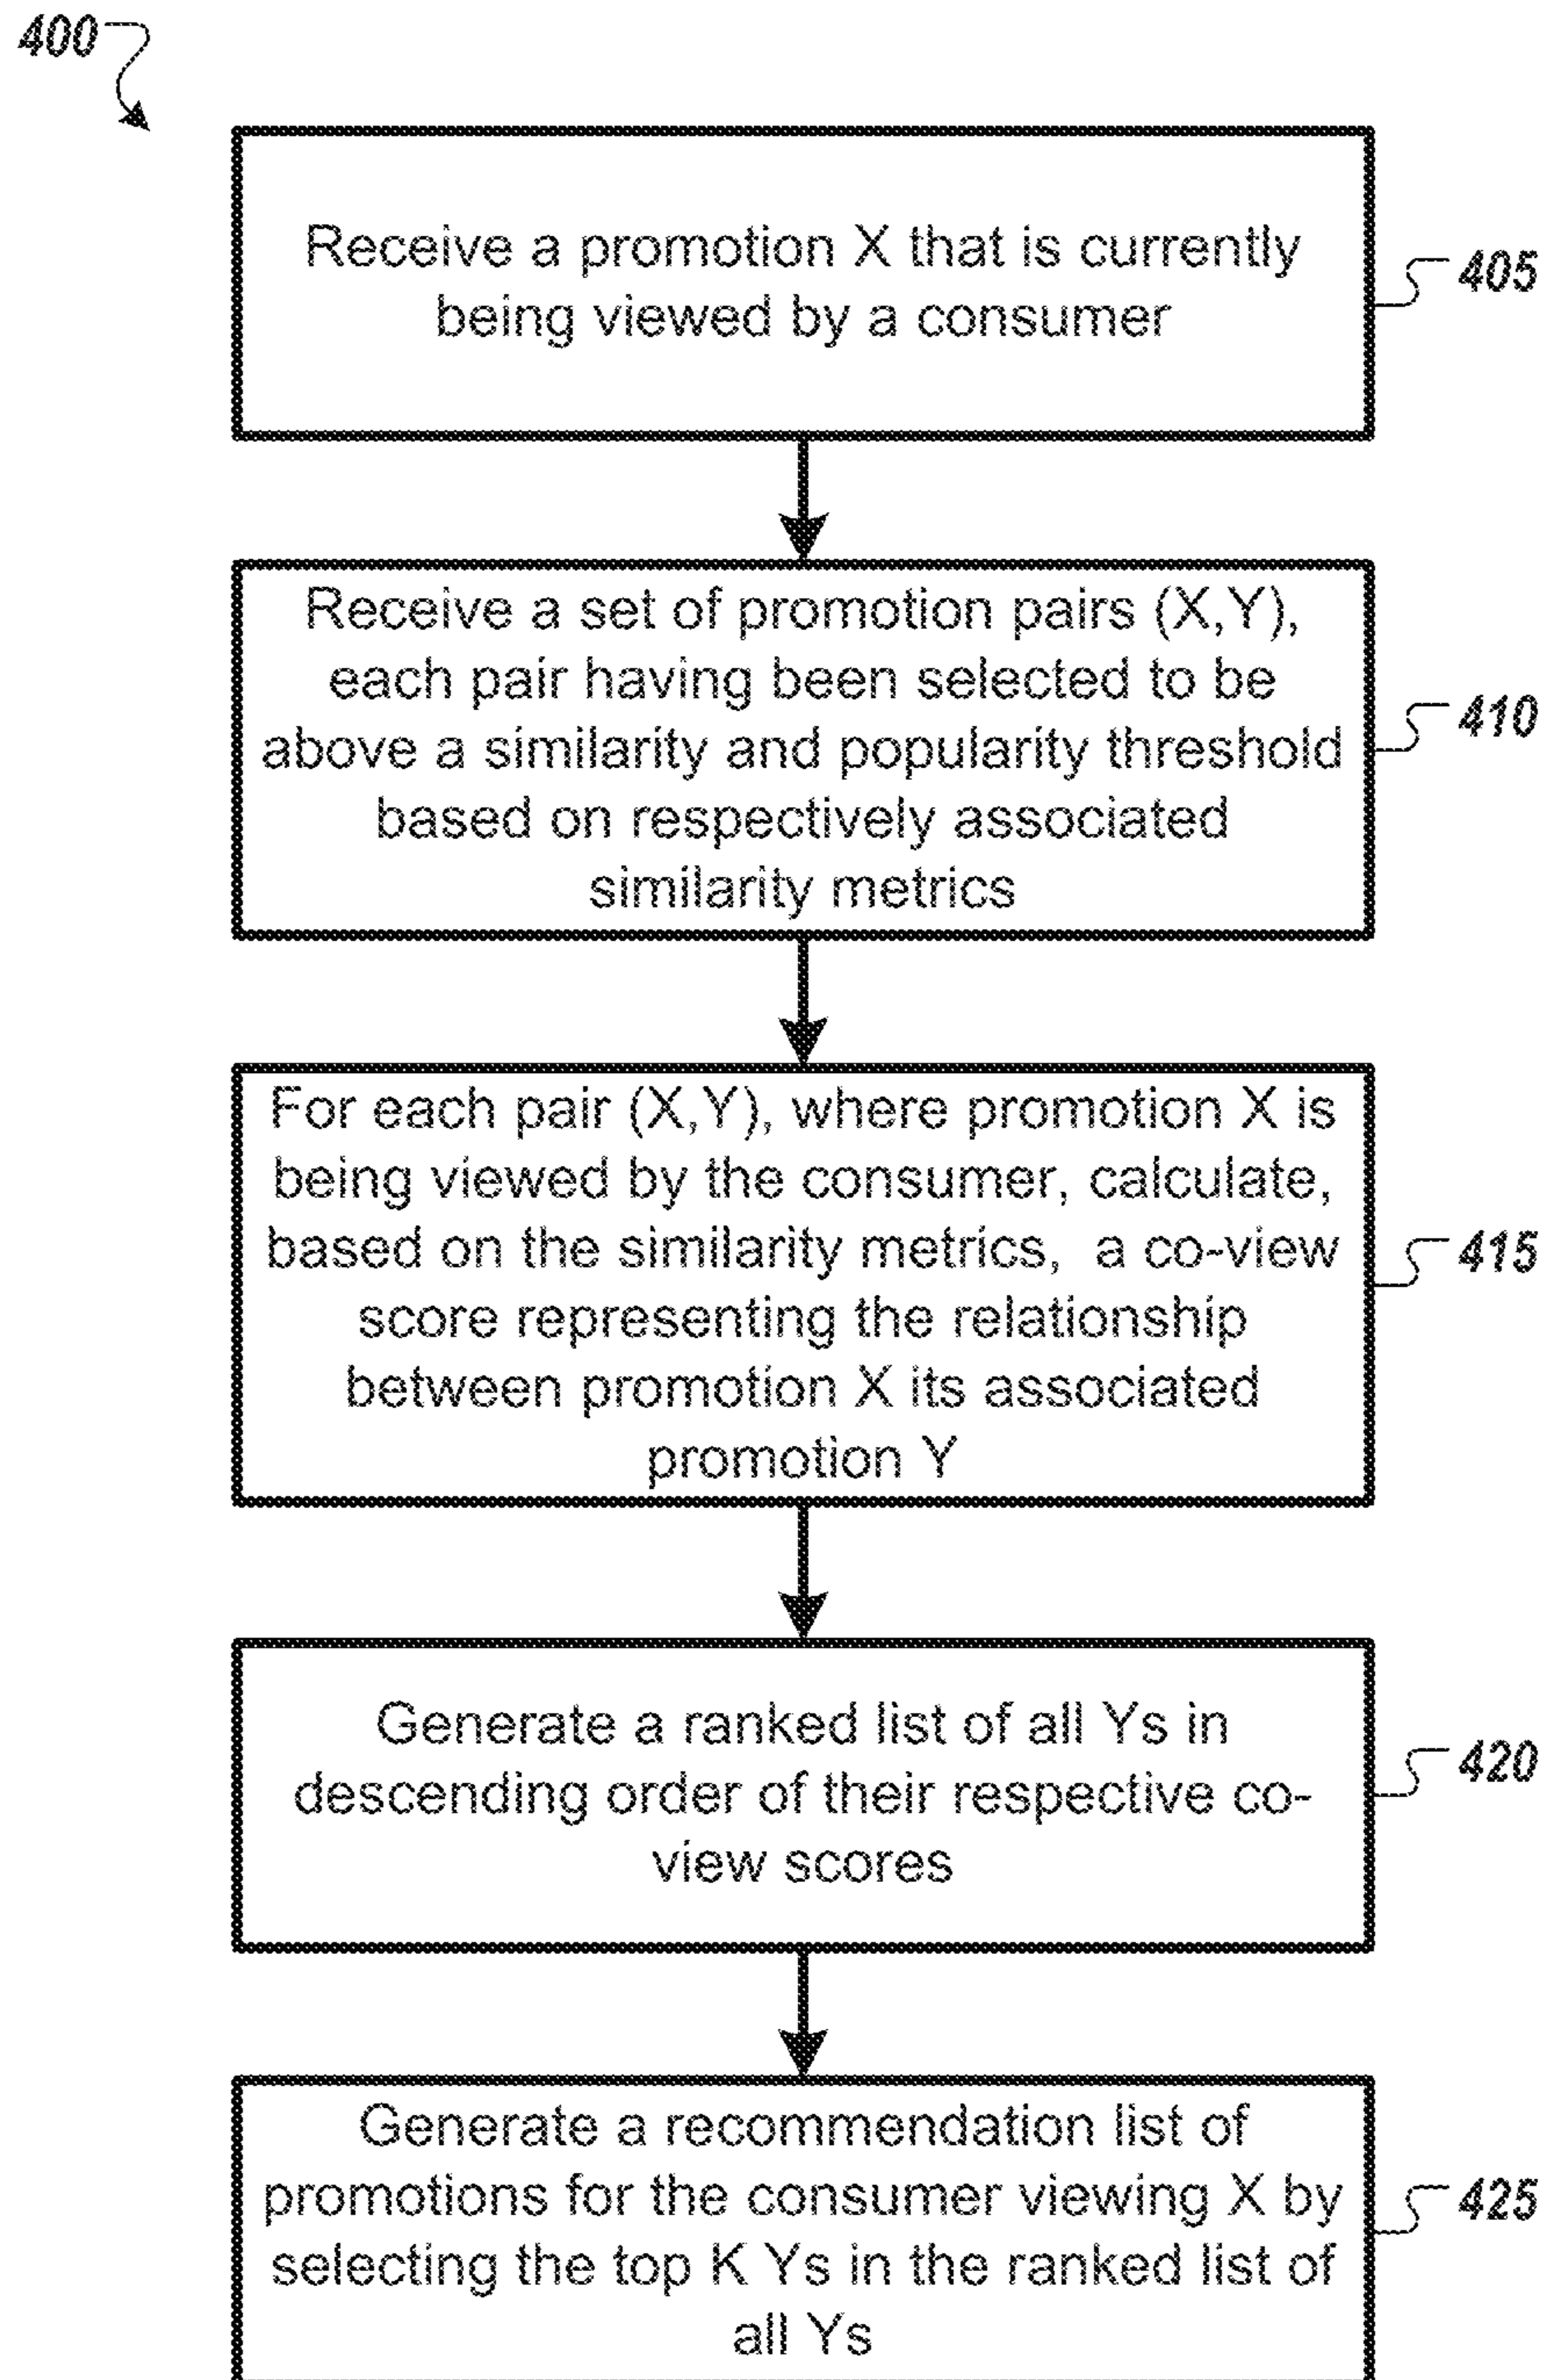 400
Receive a promotion X that is currently
being viewed by a consumer
405
Receive a set of promotion pairs (X,Y),
each pair having been selected to be
above a similarity and popularity threshold
based on respectively associated
similarity metrics
410
For each pair (X,Y), where promotion X is
being viewed by the consumer, calculate,
based on the similarity metrics,  a co-view
score representing the relationship
between promotion X its associated
promotion Y
415
Generate a ranked list of all Ys in
descending order of their respective co-
view scores
420
Generate a recommendation list of
promotions for the consumer viewing X by
selecting the top K Ys in the ranked list of
all Ys
425